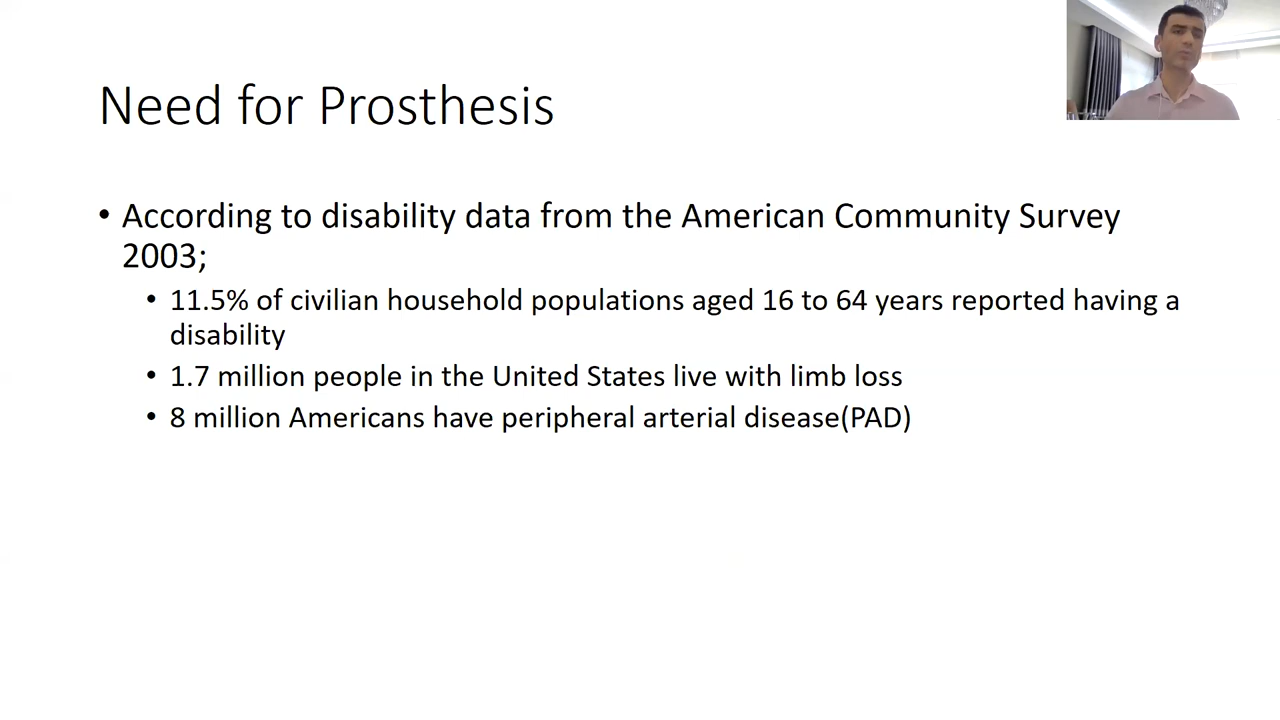 Need for Prosthesis
• According to disability data from the American Community Survey
2003;
• 11.5% of civilian household populations aged 16 to 64 years reported having a
disability
• 1.7 million people in the United States live with limb loss
• 8 million Americans have peripheral arterial disease(PAD)